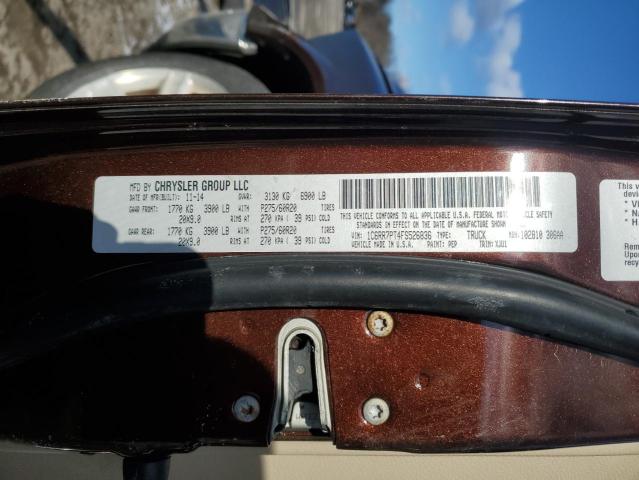 MFD BY CHRYSLER GROUP LLC
DATE OF MFR(BUILT): 11-14 GVWR: 3130 KG 6900 LB
GAWR FRONT: 1770 KG 3900 LB WITH P275/60R20 TIRES
20X9.0 RIMS AT 270 KPA ( 39 PSI) COLD
GAWR REAR: 1770 KG 3900 LB WITH P275/60R20 TIRES
20X9.0 RIMS AT 270 KPA ( 39 PSI) COLD
THIS VEHICLE CONFORMS TO ALL APPLICABLE U.S.A. FEDERAL MOTOR VEHICLE SAFETY
STANDARDS IN EFFECT ON THE DATE OF MANUFACTURE SHOWN
VIN: 1C6RR7PT4FS526036 TYPE: TRUCK
VEHICLE MADE IN U.S.A. PAINT: PEP TRIM: